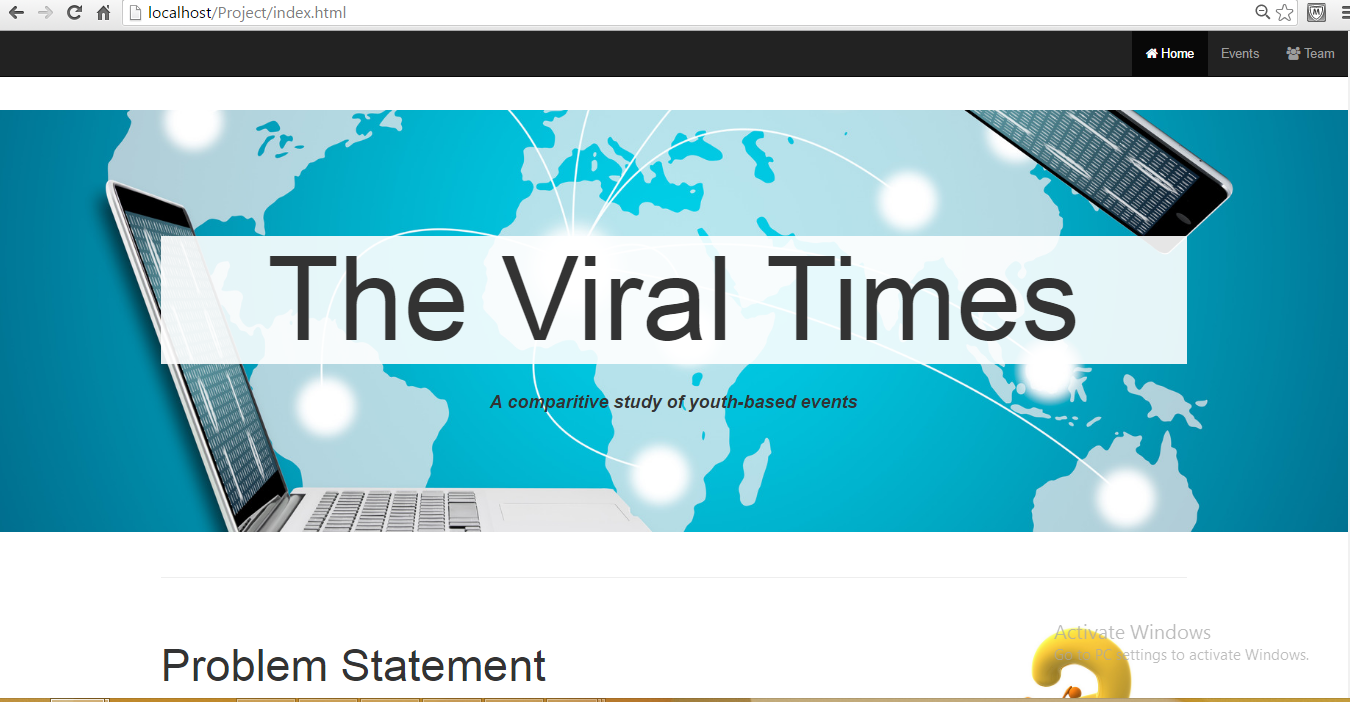 localhost/Project/index.html
Home Events Team
The Viral Times
A comparitive study of youth-based events
Problem Statement
Activate Windows
Go to PC settings to activate Windows.